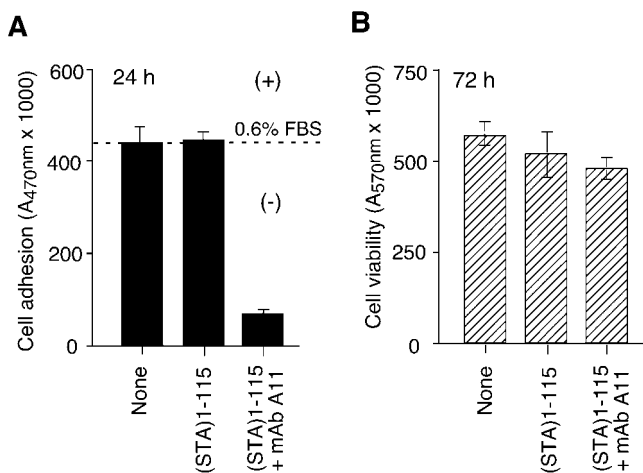 A
Cell adhesion (A470nm x 1000)
600
400
200
0
24 h
(+)
0.6% FBS
(-)
None
(STA)1-115
(STA)1-115
+ mAb A11
B
Cell viability (A570nm x 1000)
750
500
250
0
72 h
None
(STA)1-115
(STA)1-115
+ mAb A11